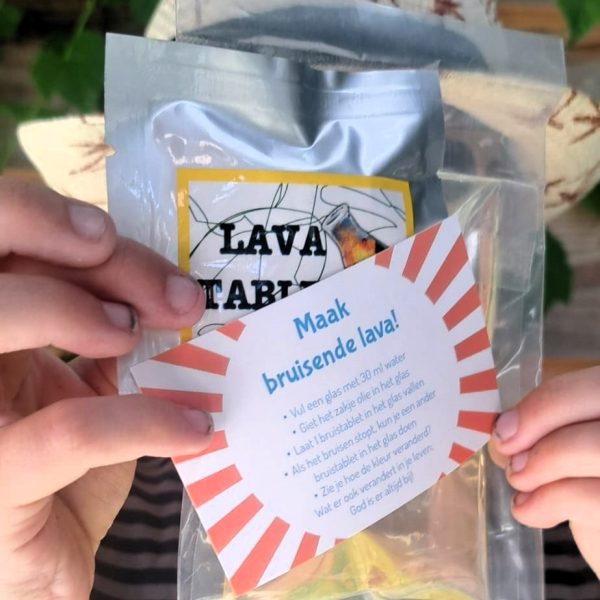 LAVA
TABL
Maak
bruisende lava!
• Vul een glas met 30 ml water
• Giet het zakje olie in het glas
• Laat 1 bruistablet in het glas vallen
• Als het bruisen stopt, kun je een ander
bruistablet in het glas doen
• Zie je hoe de kleur veranderd?
Wat er ook verandert in je leven:
God is er altijd bij!